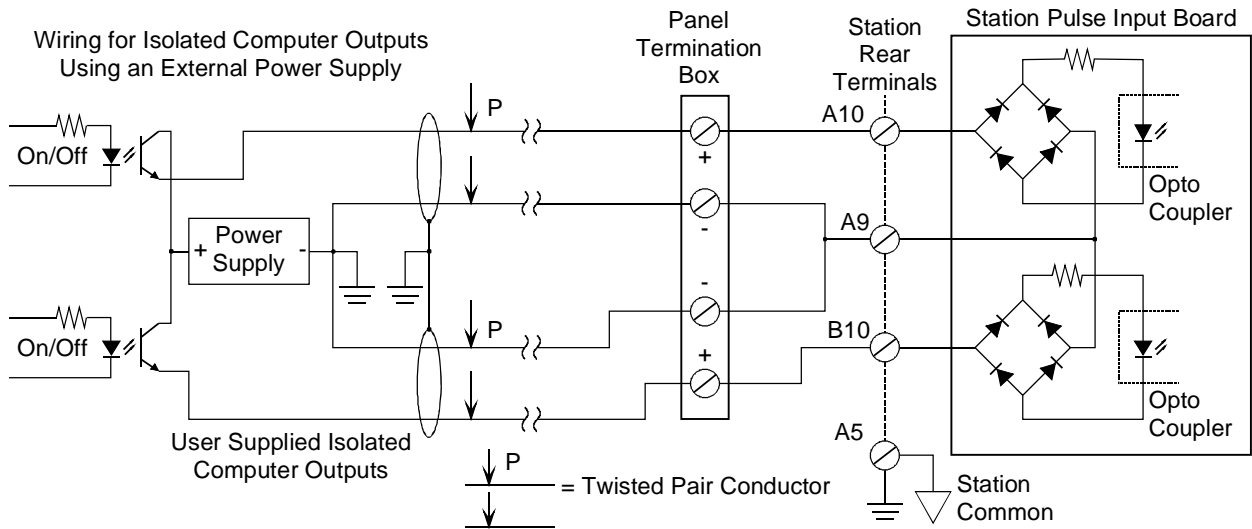 Wiring for Isolated Computer Outputs
Using an External Power Supply
Panel
Termination
Box
Station
Rear
Terminals
Station Pulse Input Board
P
On/Off
+
-
A10
Opto
Coupler
+ Power -
Supply
A9
-
+
P
On/Off
B10
Opto
Coupler
A5
User Supplied Isolated
Computer Outputs
P
= Twisted Pair Conductor
Station
Common